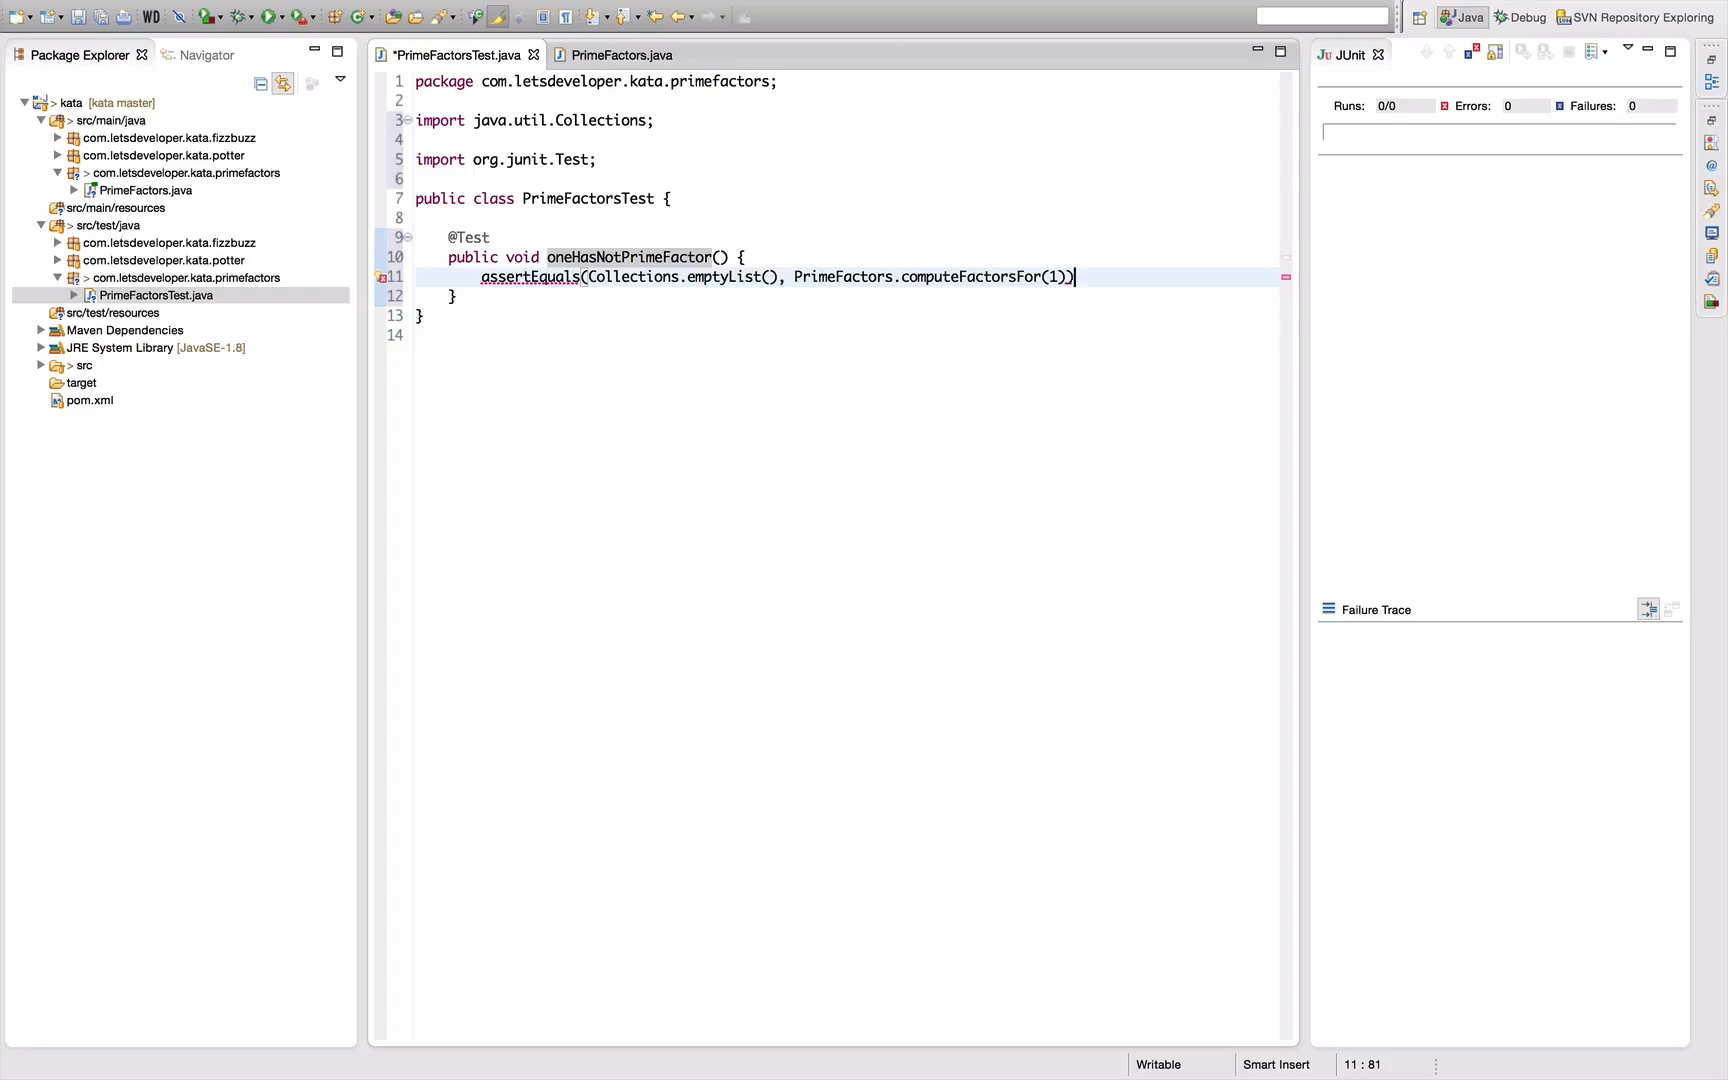 WD
Java
Debug
SVN Repository Exploring
Package Explorer
Navigator
> kata [kata master]
> src/main/java
com.letsdeveloper.kata.fizzbuzz
com.letsdeveloper.kata.potter
> com.letsdeveloper.kata.primefactors
PrimeFactors.java
src/main/resources
> src/test/java
com.letsdeveloper.kata.fizzbuzz
com.letsdeveloper.kata.potter
> com.letsdeveloper.kata.primefactors
PrimeFactorsTest.java
src/test/resources
Maven Dependencies
JRE System Library [JavaSE-1.8]
> src
target
pom.xml
*PrimeFactorsTest.java
PrimeFactors.java
1 package com.letsdeveloper.kata.primefactors;
2
3 import java.util.Collections;
4
5 import org.junit.Test;
6
7 public class PrimeFactorsTest {
8
9 @Test
10 public void oneHasNotPrimeFactor() {
11 assertEquals(Collections.emptyList(), PrimeFactors.computeFactorsFor(1))
12 }
13 }
14
JUnit
Runs: 0/0 Errors: 0 Failures: 0
Failure Trace
Writable
Smart Insert
11 : 81